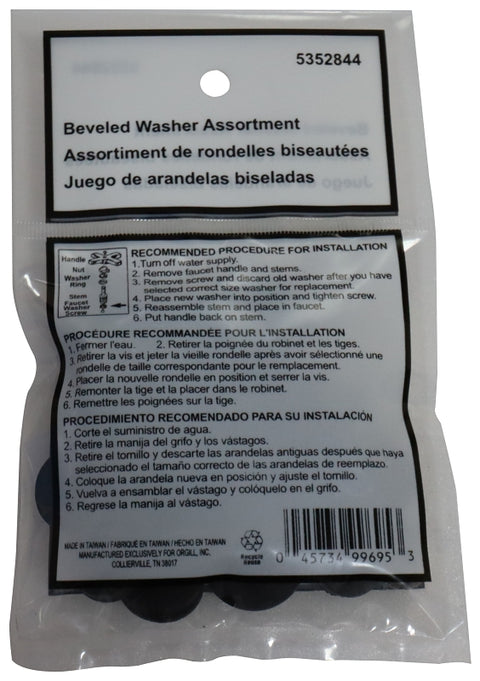 5352844
Beveled Washer Assortment
Assortiment de rondelles biseautées
Juego de arandelas biseladas
Handle
Nut
Washer
Ring
Stem
Faucet
Washer
Screw
RECOMMENDED PROCEDURE FOR INSTALLATION
1. Turn off water supply.
2. Remove faucet handle and stems.
3. Remove screw and discard old washer after you have
selected correct size washer for replacement.
4. Place new washer into position and tighten screw.
5. Reassemble stem and place in faucet.
6. Put handle back on stem.
PROCÉDURE RECOMMANDÉE POUR L'INSTALLATION
1. Fermer l'eau. 2. Retirer la poignée du robinet et les tiges.
3. Retirer la vis et jeter la vieille rondelle après avoir sélectionné une
rondelle de taille correspondante pour le remplacement.
4. Placer la nouvelle rondelle en position et serrer la vis.
5. Remonter la tige et la placer dans le robinet.
6. Remettre les poignées sur la tige.
PROCEDIMIENTO RECOMENDADO PARA SU INSTALACIÓN
1. Corte el suministro de agua.
2. Retire la manija del grifo y los vástagos.
3. Retire el tornillo y descarte las arandelas antiguas después que haya
seleccionado el tamaño correcto de las arandelas de reemplazo.
4. Coloque la arandela nueva en posición y ajuste el tornillo.
5. Vuelva a ensamblar el vástago y colóquelo en el grifo.
6. Regrese la manija al vástago.
MADE IN TAIWAN / FABRIQUÉ EN TAIWAN / HECHO EN TAIWAN
MANUFACTURED EXCLUSIVELY FOR ORGILL, INC.
COLLIERVILLE, TN 38017
Recycle
Reuse
0 45734 99695 3